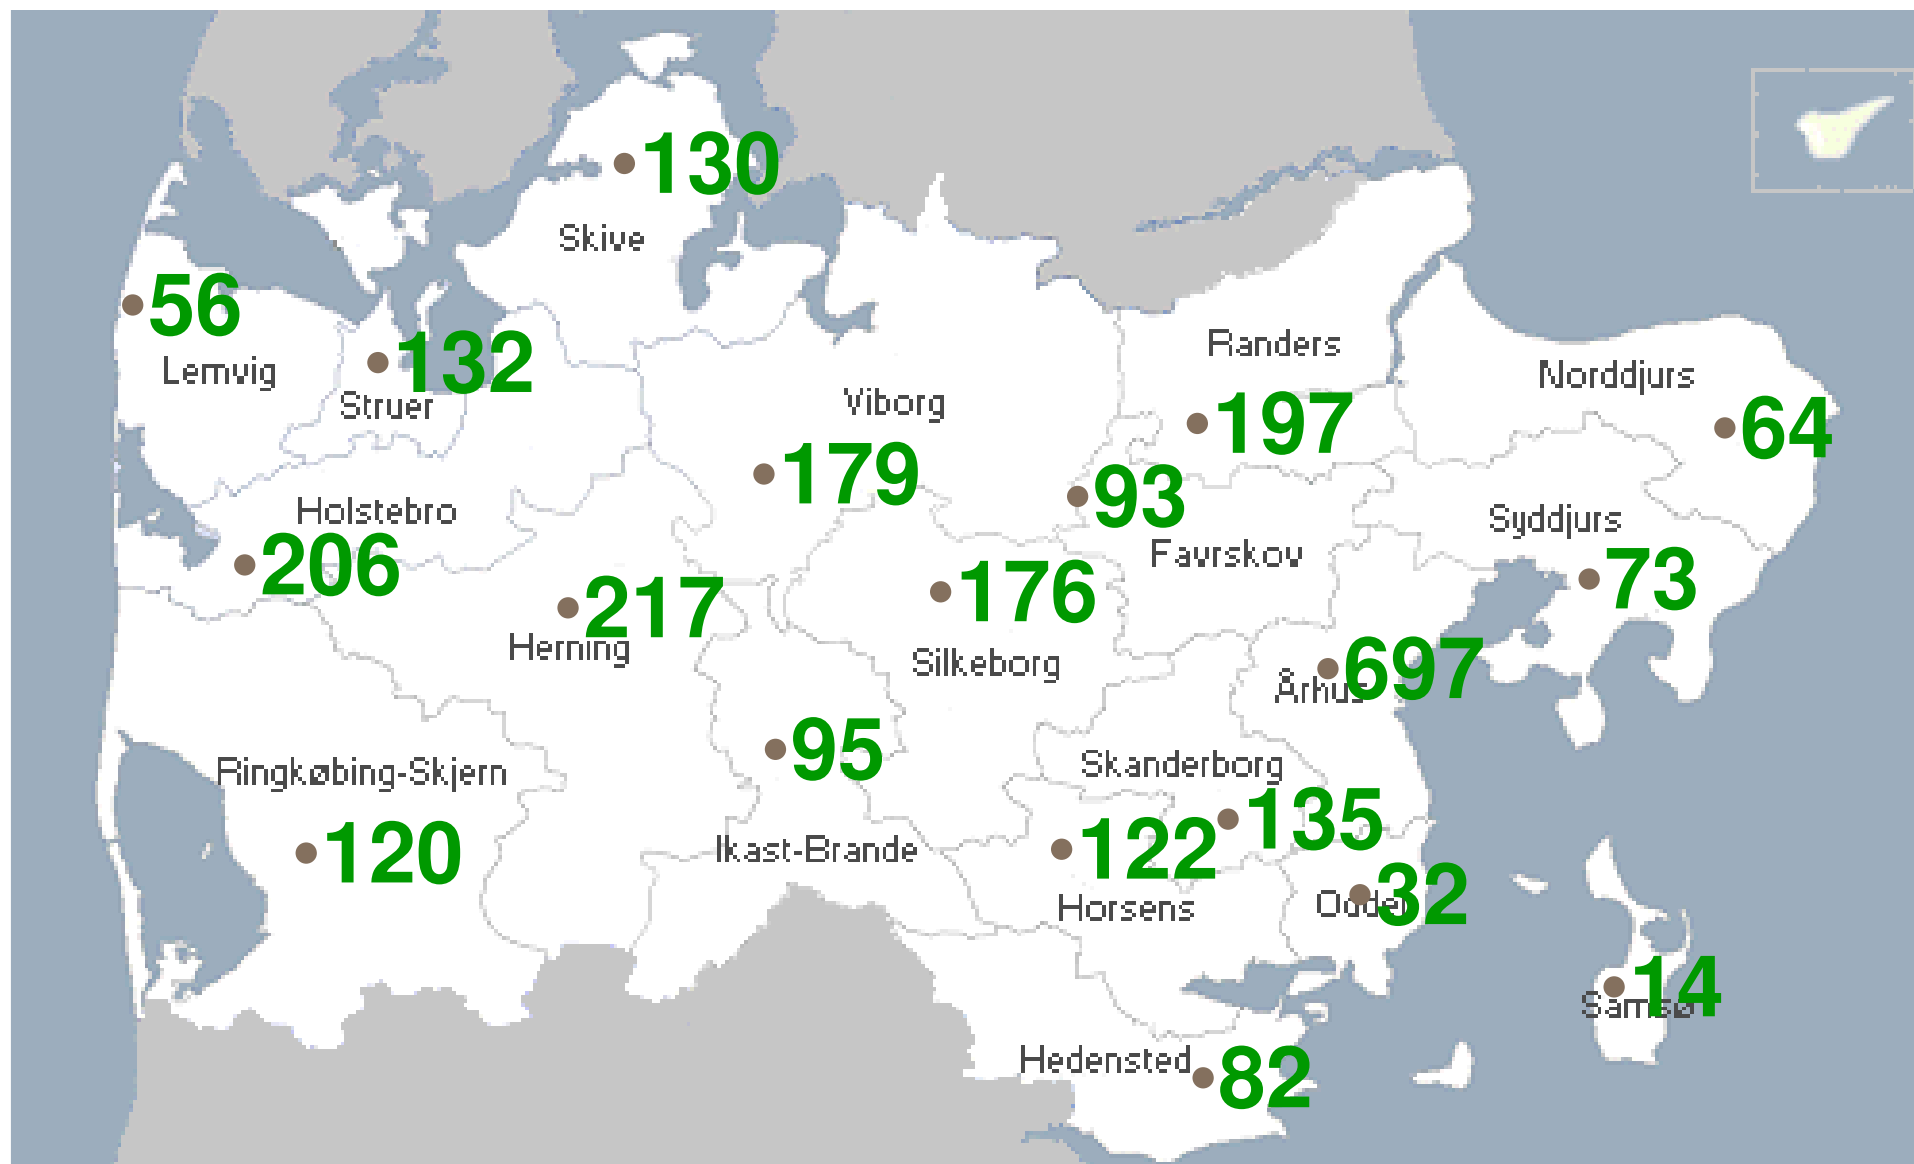 130
Skive
56
132
Lemvig
Struer
Randers
Norddjurs
Viborg
197
64
179
93
Holstebro
Syddjurs
206
Favrskov
176
73
217
Herning
Silkeborg
697
Århus
95
Skanderborg
Ringkøbing-Skjern
135
120
122
Ikast-Brande
32
Horsens
14
Samsø
Hedensted
82